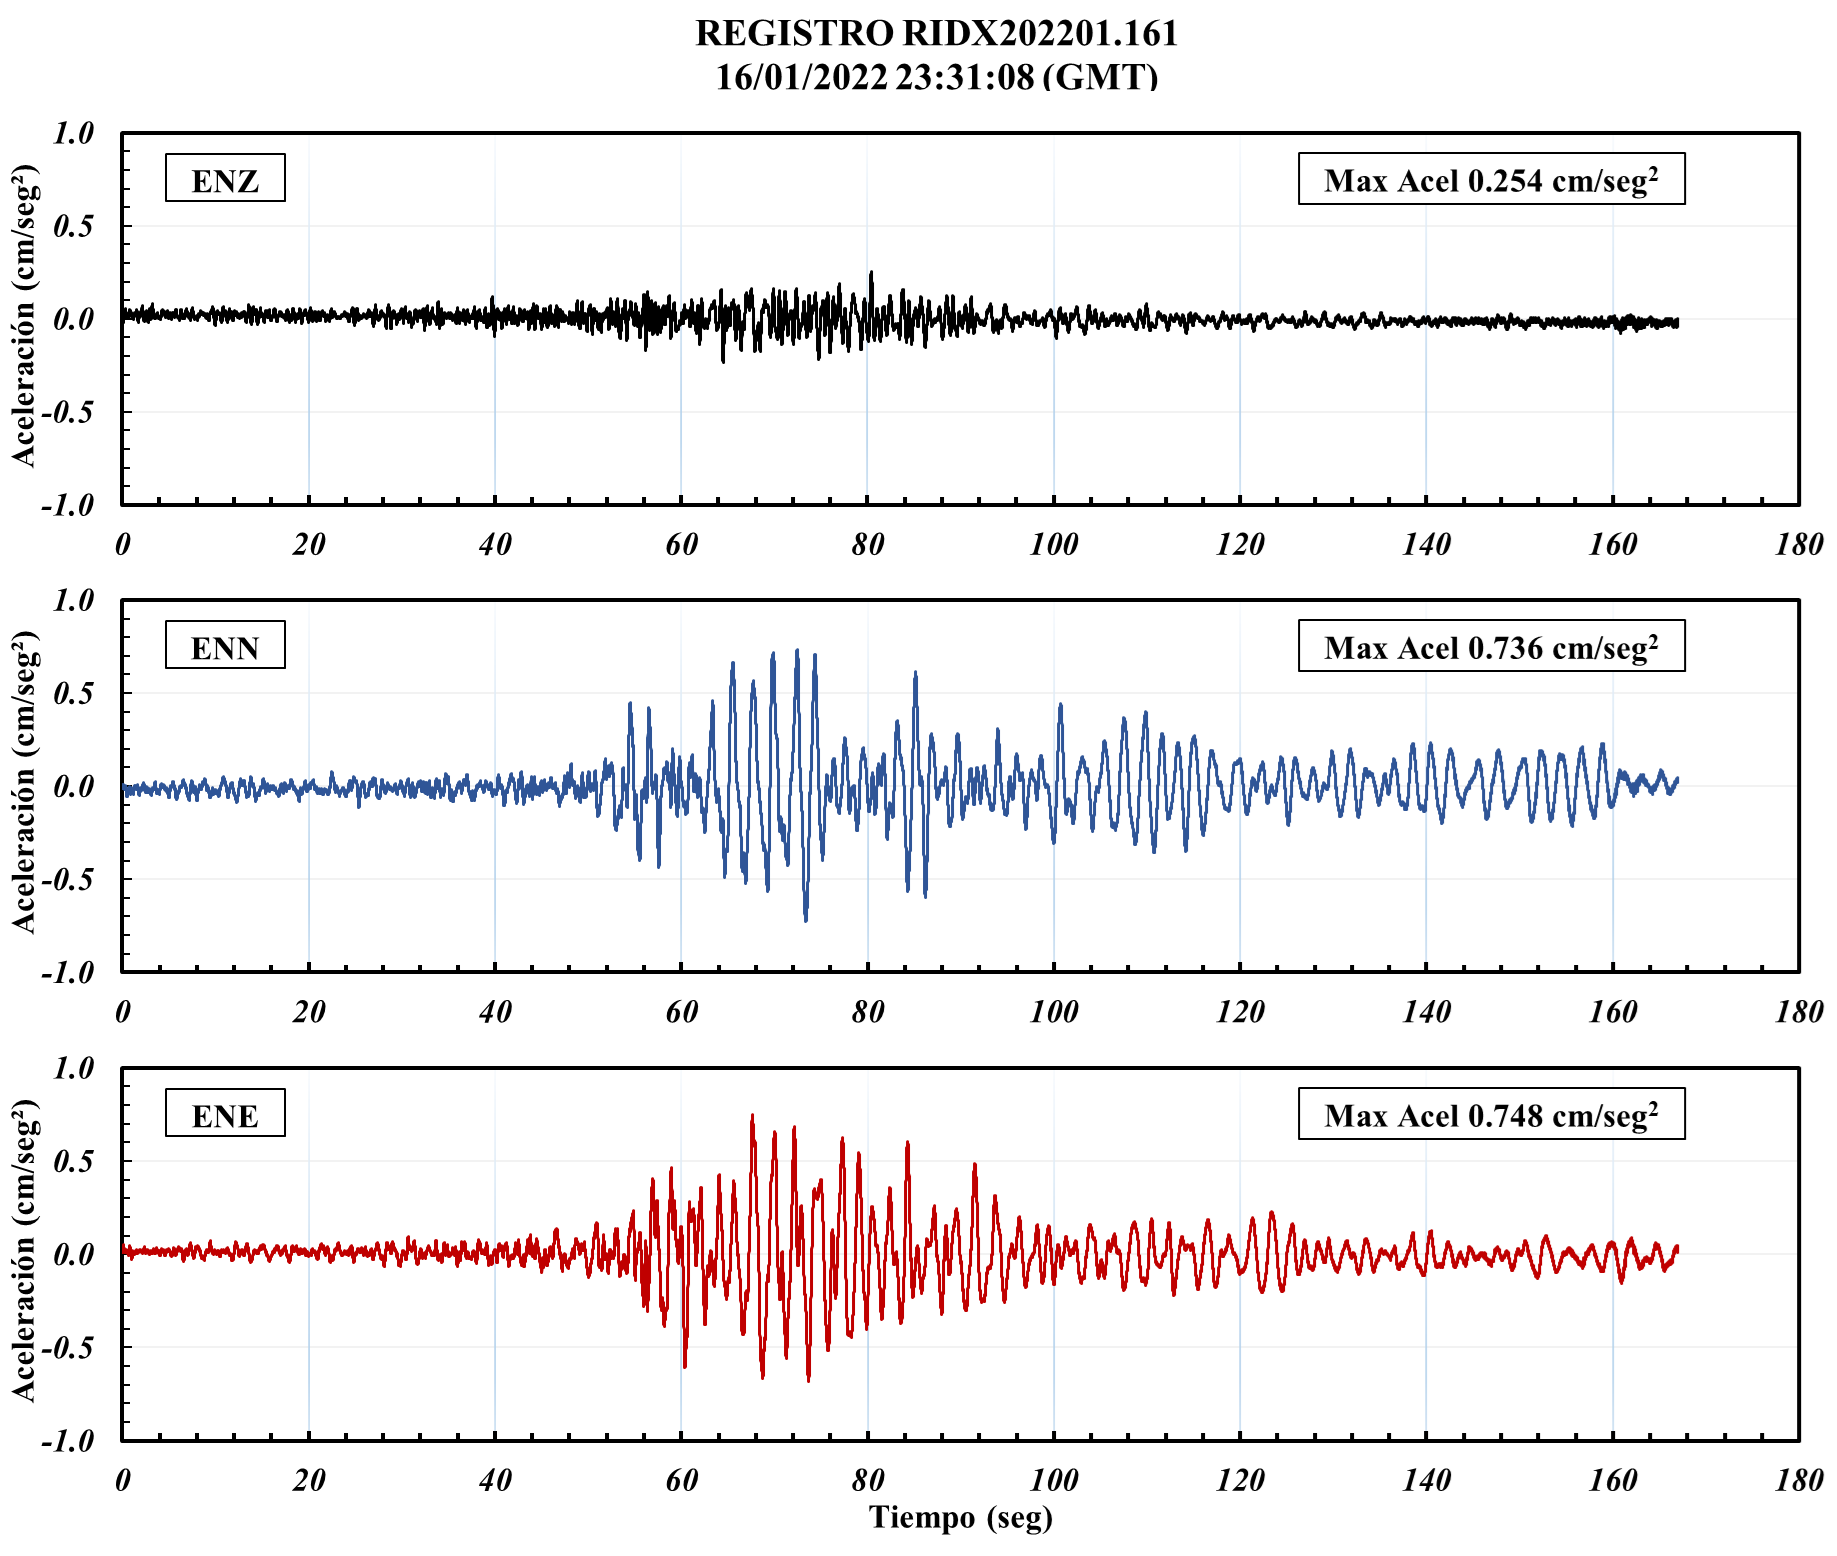 REGISTRO RIDX202201.161
16/01/2022 23:31:08 (GMT)
Aceleración (cm/seg²)
1.0
0.5
0.0
-0.5
-1.0
ENZ
Max Acel 0.254 cm/seg²
0 20 40 60 80 100 120 140 160 180
Aceleración (cm/seg²)
1.0
0.5
0.0
-0.5
-1.0
ENN
Max Acel 0.736 cm/seg²
0 20 40 60 80 100 120 140 160 180
Aceleración (cm/seg²)
1.0
0.5
0.0
-0.5
-1.0
ENE
Max Acel 0.748 cm/seg²
0 20 40 60 80 100 120 140 160 180
Tiempo (seg)